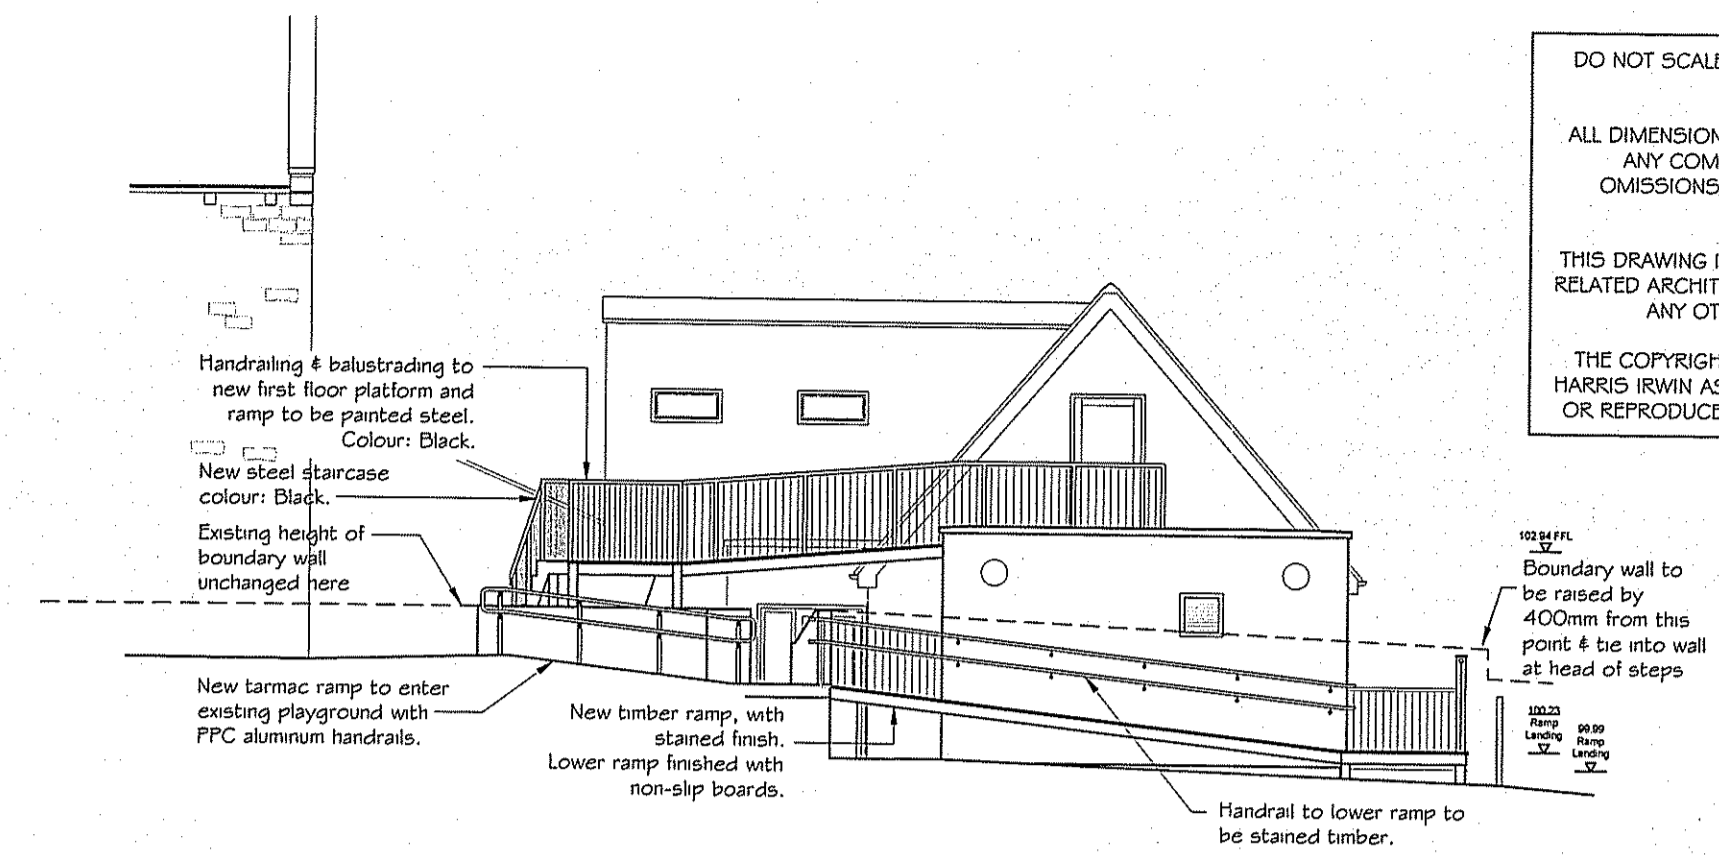 DO NOT SCALE
ALL DIMENSION
ANY COM
OMISSIONS
THIS DRAWING
RELATED ARCHIT
ANY OT
THE COPYRIGH
HARRIS IRWIN AS
OR REPRODUCE
Handrailing & balustrading to
new first floor platform and
ramp to be painted steel.
Colour: Black.
New steel staircase
colour: Black.
Existing height of
boundary wall
unchanged here
New tarmac ramp to enter
existing playground with
PPC aluminum handrails.
New timber ramp, with
stained finish.
Lower ramp finished with
non-slip boards.
Handrail to lower ramp to
be stained timber.
102.94 FFL
Boundary wall to
be raised by
400mm from this
point & tie into wall
at head of steps
100.23
Ramp
Landing
99.99
Ramp
Landing